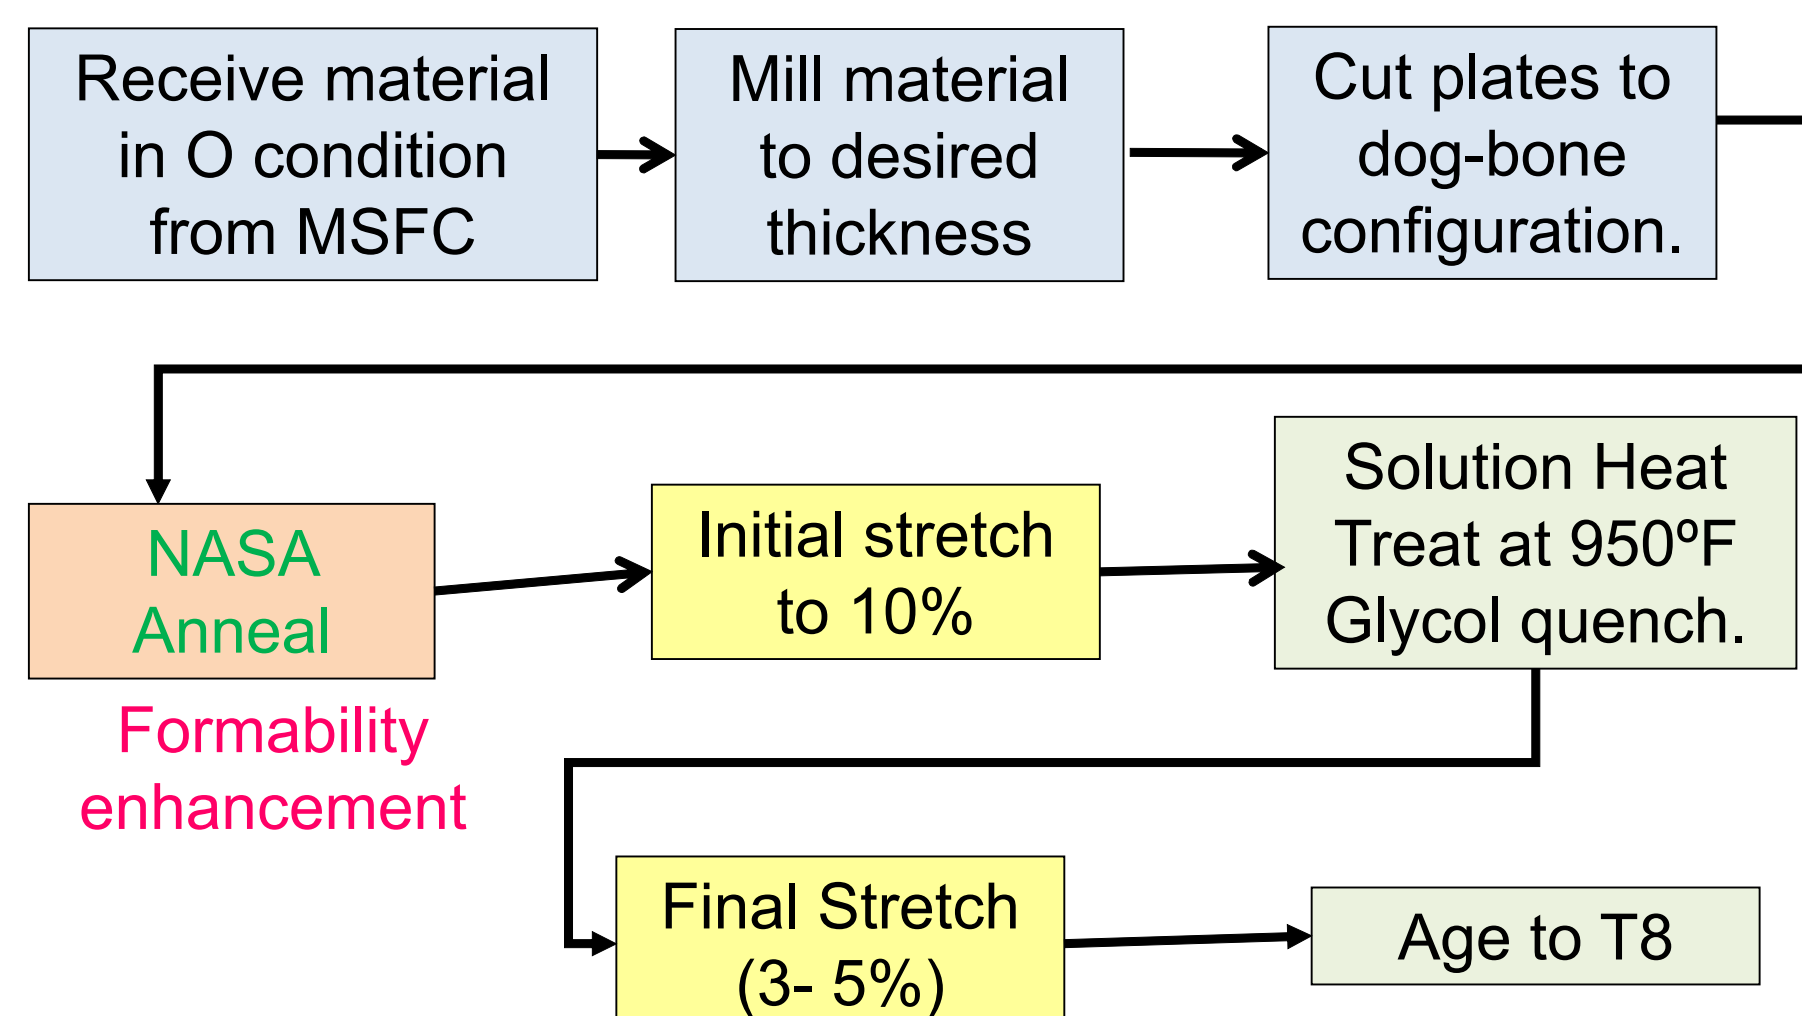 Receive material
in O condition
from MSFC
Mill material
to desired
thickness
Cut plates to
dog-bone
configuration.
NASA
Anneal
Formability
enhancement
Initial stretch
to 10%
Solution Heat
Treat at 950ºF
Glycol quench.
Final Stretch
(3- 5%)
Age to T8